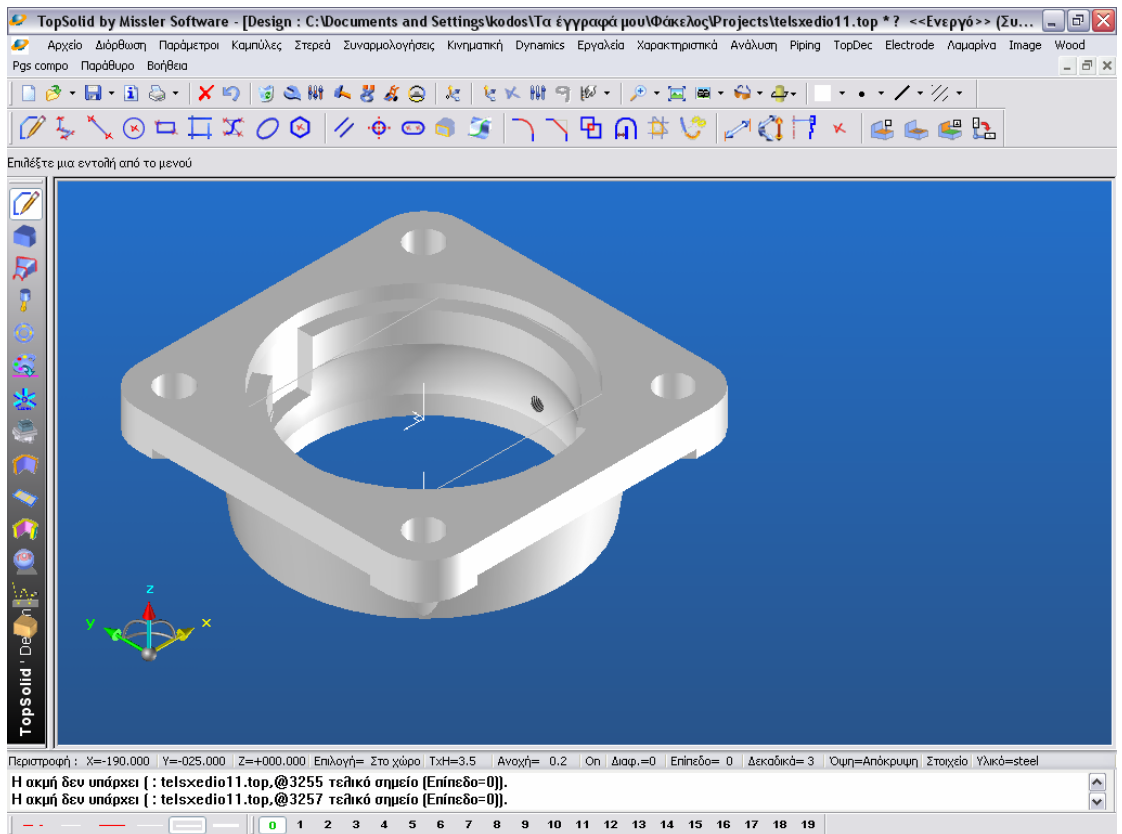 TopSolid by Missler Software - [Design : C:\Documents and Settings\kodos\Τα έγγραφά μου\Φάκελος\Projects\telsxedio11.top * ? <<Ενεργό>> (Συ...
Αρχείο Διόρθωση Παράμετροι Καμπύλες Στερεά Συναρμολογήσεις Κινηματική Dynamics Εργαλεία Χαρακτηριστικά Ανάλυση Piping TopDec Electrode Λαμαρίνα Image Wood
Pgs compo Παράθυρο Βοήθεια
Επιλέξτε μια εντολή από το μενού
z
y
x
TopSolid 'Design
Περιστροφή : X=-190.000 Y=-025.000 Z=+000.000 Επιλογή= Στο χώρο TxH=3.5 Ανοχή= 0.2 On Διαφ.=0 Επίπεδο= 0 Δεκαδικά= 3 Όψη=Απόκρυψη Στοιχείο Υλικό=steel
Η ακμή δεν υπάρχει ( : telsxedio11.top,@3255 τελικό σημείο [Επίπεδο=0]).
Η ακμή δεν υπάρχει ( : telsxedio11.top,@3257 τελικό σημείο [Επίπεδο=0]).
0 1 2 3 4 5 6 7 8 9 10 11 12 13 14 15 16 17 18 19